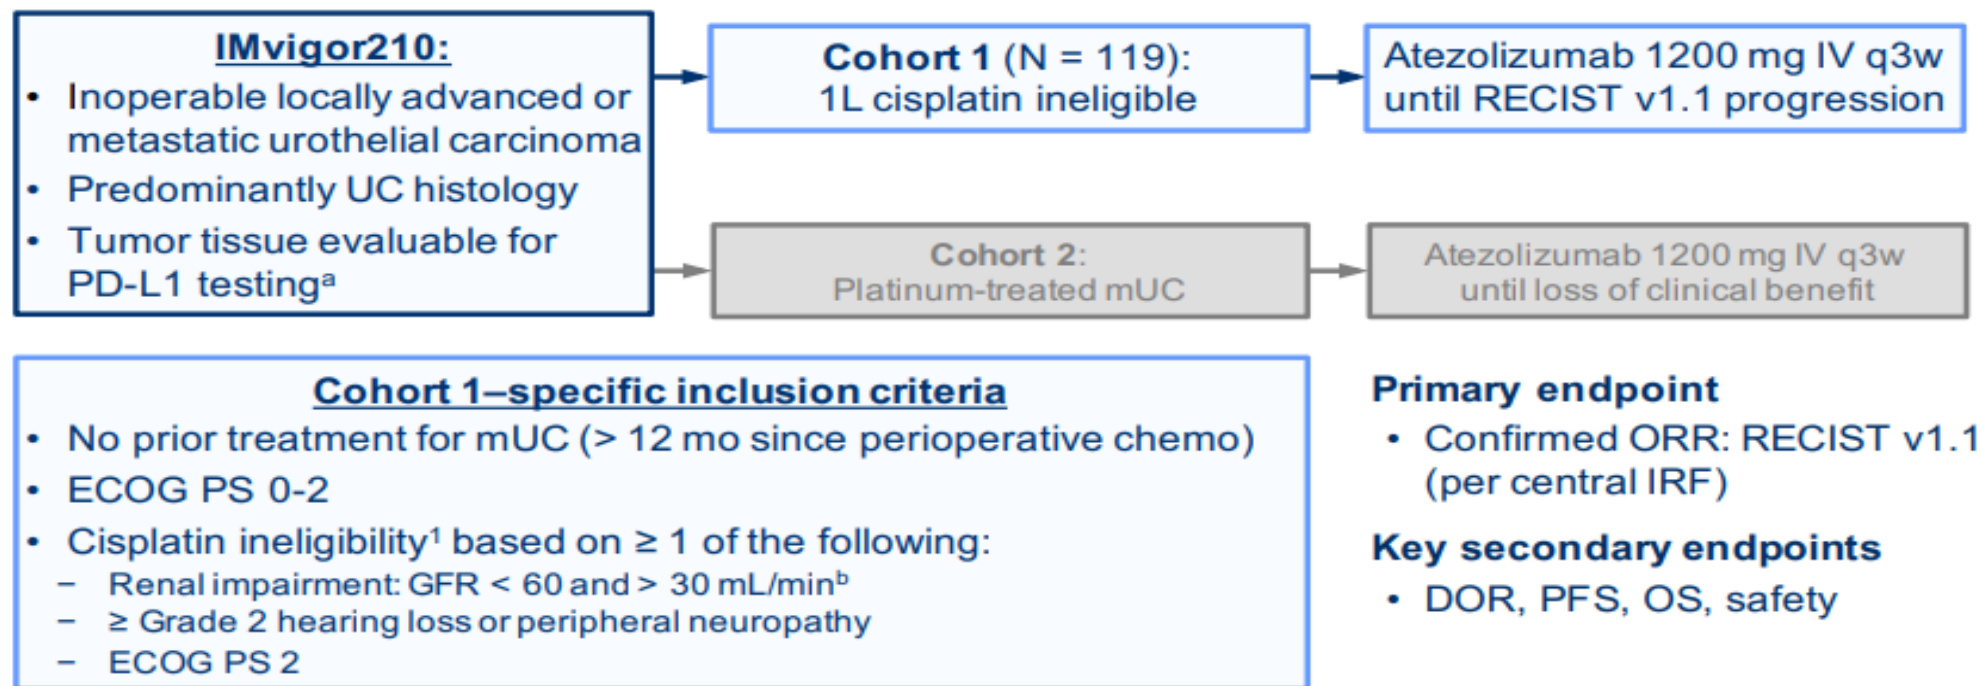 IMvigor210:
• Inoperable locally advanced or
metastatic urothelial carcinoma
• Predominantly UC histology
• Tumor tissue evaluable for
PD-L1 testingᵃ
Cohort 1 (N = 119):
1L cisplatin ineligible
Atezolizumab 1200 mg IV q3w
until RECIST v1.1 progression
Cohort 2:
Platinum-treated mUC
Atezolizumab 1200 mg IV q3w
until loss of clinical benefit
Cohort 1–specific inclusion criteria
• No prior treatment for mUC (> 12 mo since perioperative chemo)
• ECOG PS 0-2
• Cisplatin ineligibility¹ based on ≥ 1 of the following:
– Renal impairment: GFR < 60 and > 30 mL/minᵇ
– ≥ Grade 2 hearing loss or peripheral neuropathy
– ECOG PS 2
Primary endpoint
• Confirmed ORR: RECIST v1.1
(per central IRF)
Key secondary endpoints
• DOR, PFS, OS, safety